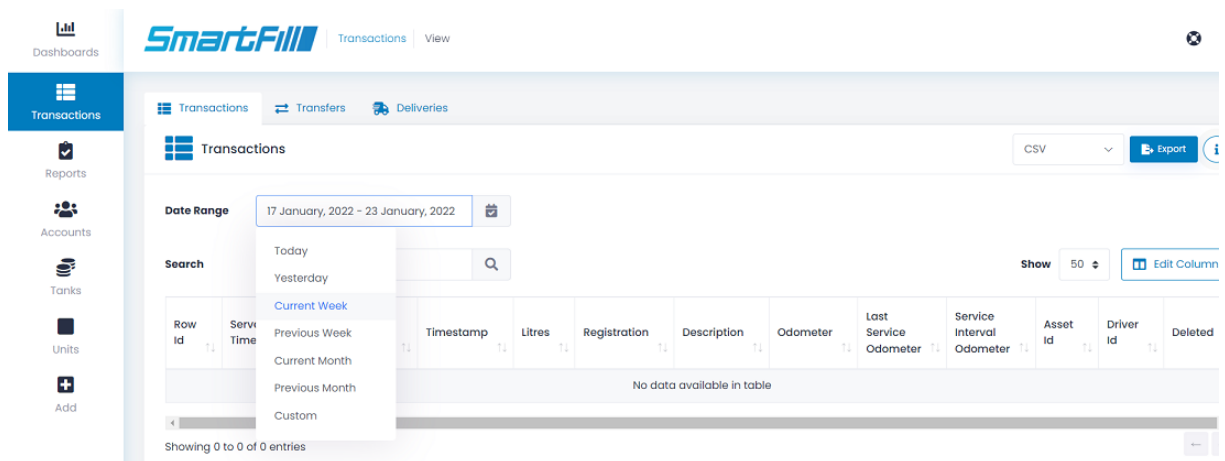 Dashboards
Transactions
Reports
Accounts
Tanks
Units
Add
SmartFill
Transactions View
Transactions Transfers Deliveries
Transactions
CSV Export
Date Range 17 January, 2022 - 23 January, 2022
Today
Yesterday
Current Week
Previous Week
Current Month
Previous Month
Custom
Search
Show 50 Edit Column
Row Id
Timestamp
Litres
Registration
Description
Odometer
Last Service Odometer
Service Interval Odometer
Asset Id
Driver Id
Deleted
No data available in table
Showing 0 to 0 of 0 entries